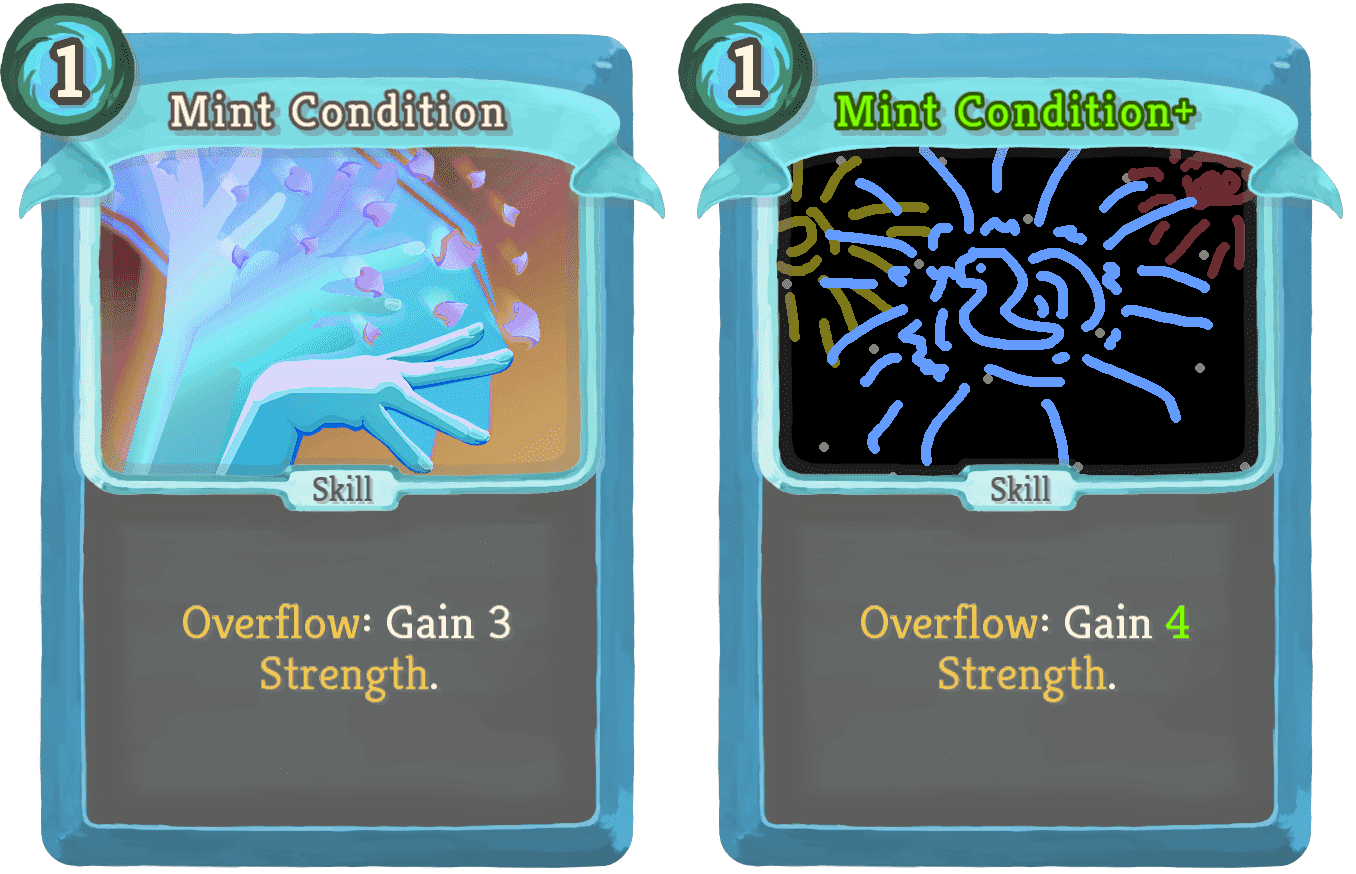 1
Mint Condition
Skill
Overflow: Gain 3
Strength.
1
Mint Condition+
Skill
Overflow: Gain 4
Strength.